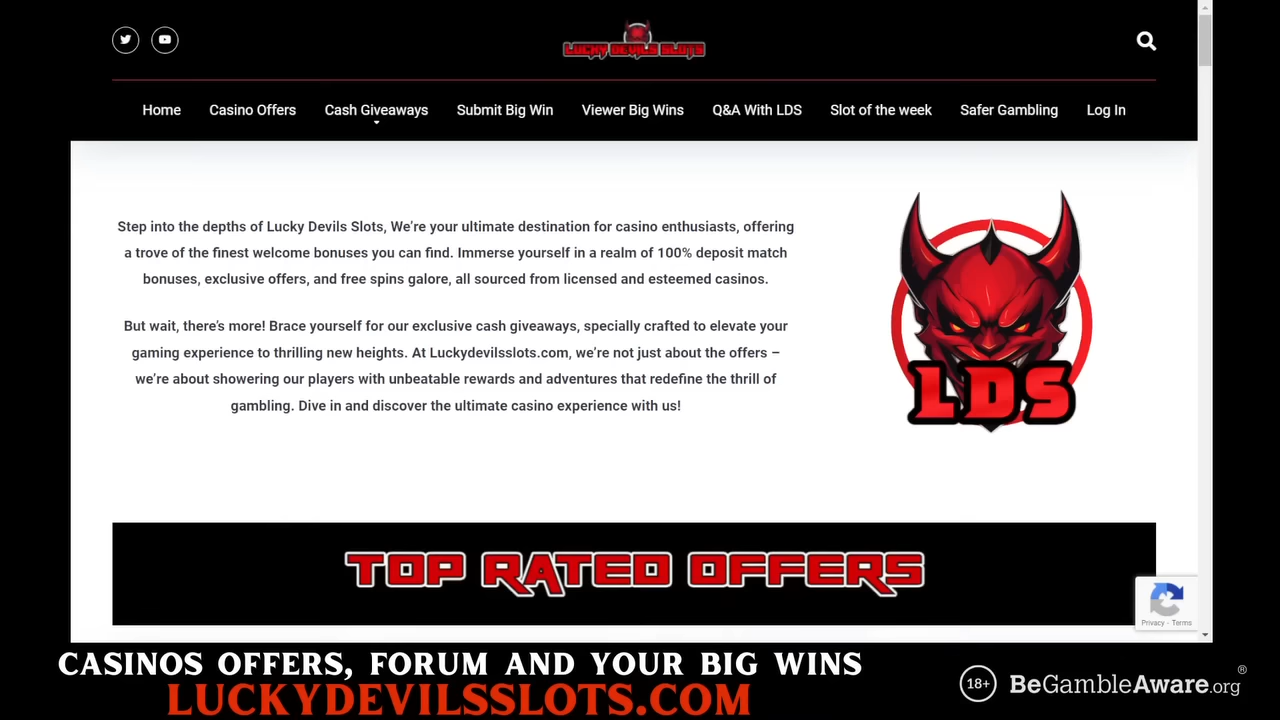 LUCKY DEVILS SLOTS
Home Casino Offers Cash Giveaways Submit Big Win Viewer Big Wins Q&A With LDS Slot of the week Safer Gambling Log In
Step into the depths of Lucky Devils Slots, We’re your ultimate destination for casino enthusiasts, offering
a trove of the finest welcome bonuses you can find. Immerse yourself in a realm of 100% deposit match
bonuses, exclusive offers, and free spins galore, all sourced from licensed and esteemed casinos.
But wait, there’s more! Brace yourself for our exclusive cash giveaways, specially crafted to elevate your
gaming experience to thrilling new heights. At Luckydevilsslots.com, we’re not just about the offers –
we’re about showering our players with unbeatable rewards and adventures that redefine the thrill of
gambling. Dive in and discover the ultimate casino experience with us!
LDS
TOP RATED OFFERS
Privacy - Terms
CASINOS OFFERS, FORUM AND YOUR BIG WINS
LUCKYDEVILSSLOTS.COM
18+ BeGambleAware.org®